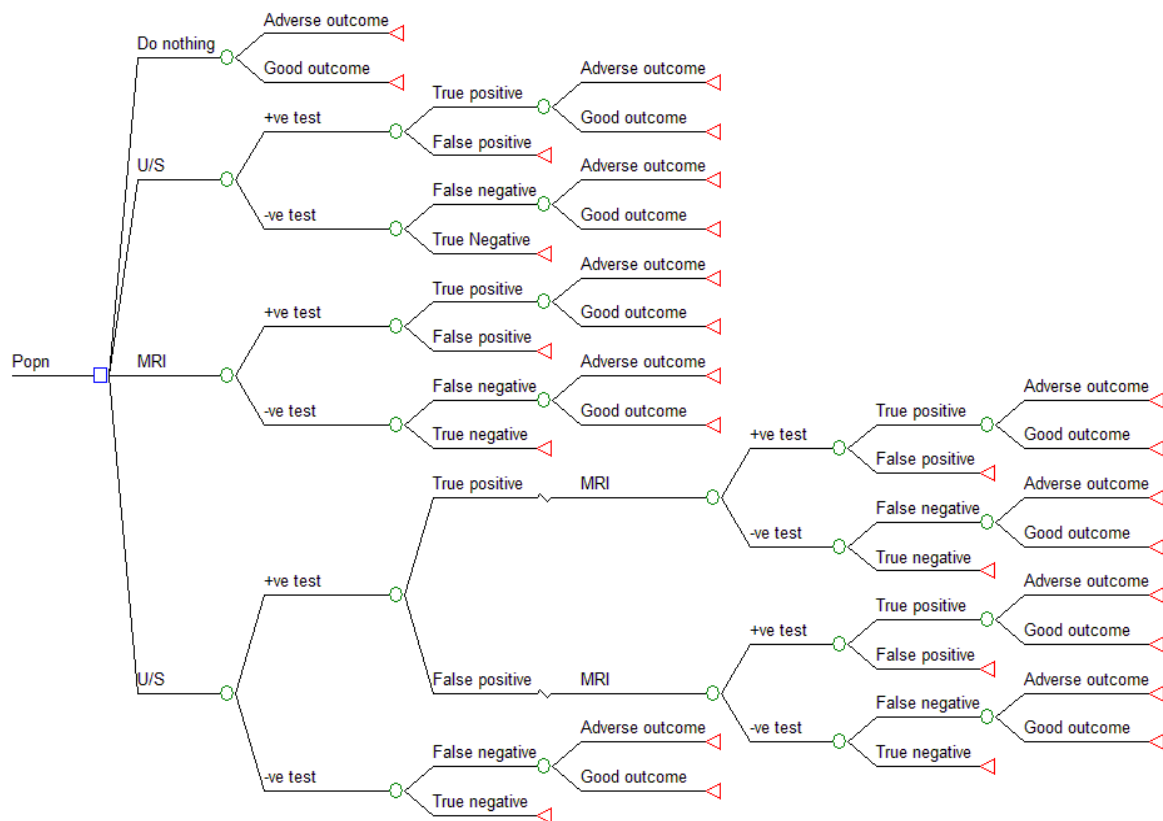 Adverse outcome
Do nothing
Good outcome
Adverse outcome
True positive
+ve test
Good outcome
False positive
U/S
Adverse outcome
False negative
-ve test
Good outcome
True Negative
Adverse outcome
True positive
+ve test
Good outcome
False positive
Popn
MRI
Adverse outcome
False negative
-ve test
Good outcome
True negative
Adverse outcome
True positive
+ve test
Good outcome
False positive
True positive
MRI
Adverse outcome
False negative
-ve test
Good outcome
True negative
+ve test
Adverse outcome
True positive
+ve test
Good outcome
False positive
U/S
False positive
MRI
Adverse outcome
False negative
-ve test
Good outcome
True negative
Adverse outcome
False negative
-ve test
Good outcome
True negative